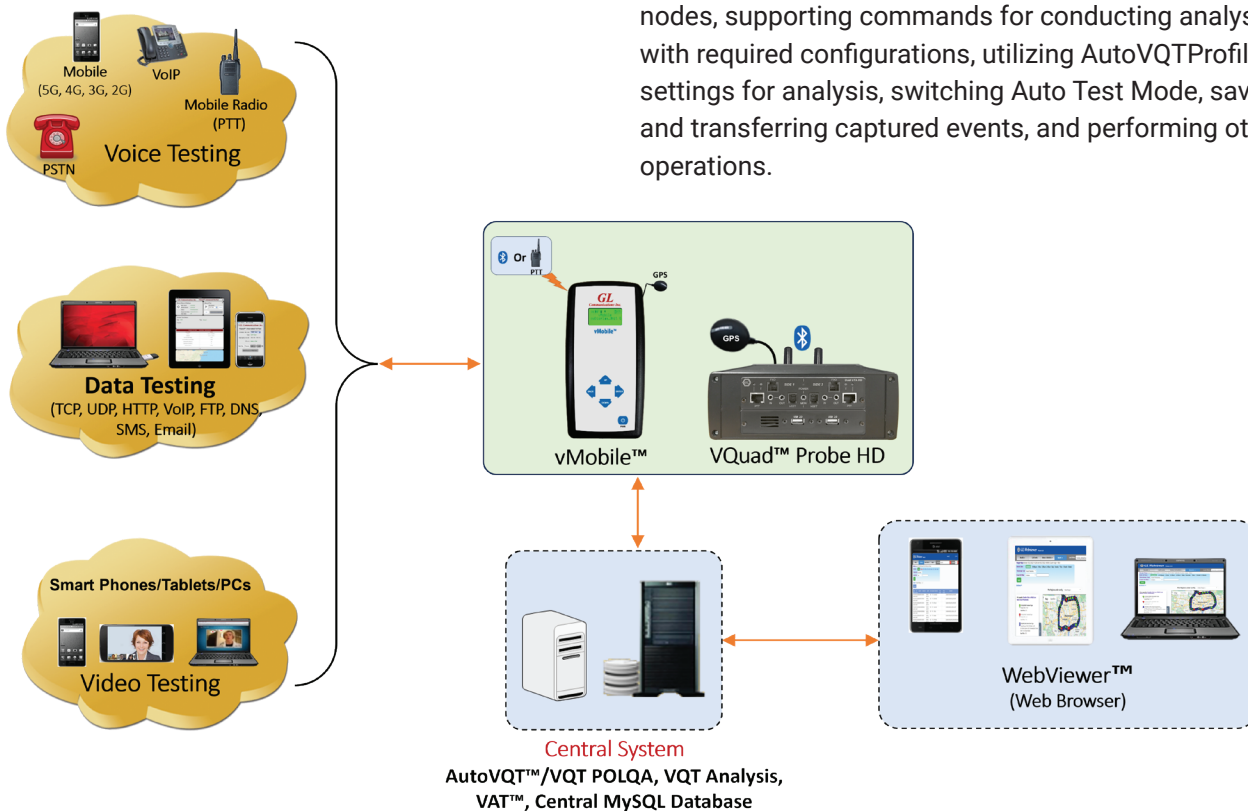 nodes, supporting commands for conducting analys
with required configurations, utilizing AutoVQTProfil
settings for analysis, switching Auto Test Mode, sav
and transferring captured events, and performing ot
operations.
Mobile
(5G, 4G, 3G, 2G)
VoIP
Mobile Radio
(PTT)
PSTN
Voice Testing
Data Testing
(TCP, UDP, HTTP, VoIP, FTP, DNS,
SMS, Email)
Smart Phones/Tablets/PCs
Video Testing
Or
PTT
GPS
GL
Communications Inc.
vMobile™
GPS
vMobile™
VQuad™ Probe HD
Central System
AutoVQT™/VQT POLQA, VQT Analysis,
VAT™, Central MySQL Database
WebViewer™
(Web Browser)